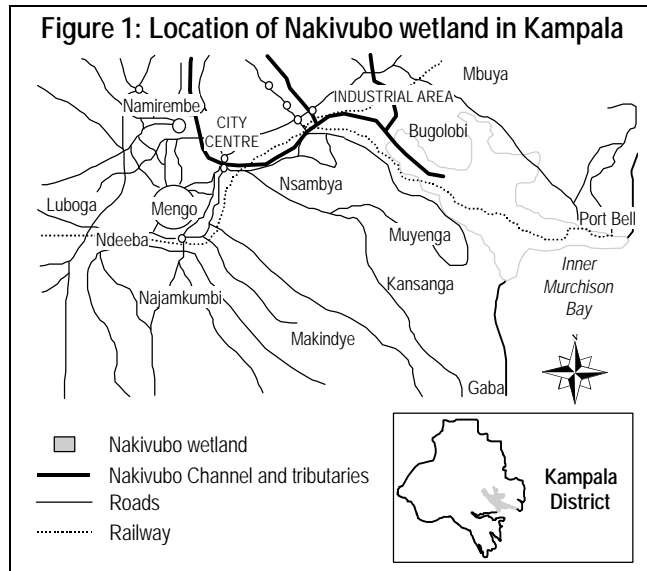 Figure 1: Location of Nakivubo wetland in Kampala
Mbuya
Namirembe
INDUSTRIAL AREA
CITY
CENTRE
Bugolobi
Nsambya
Luboga
Mengo
Port Bell
Muyenga
Ndeeba
Kansanga
Inner
Murchison
Bay
Najamkumbi
Makindye
N
Gaba
Nakivubo wetland
Nakivubo Channel and tributaries
Roads
Railway
Kampala
District